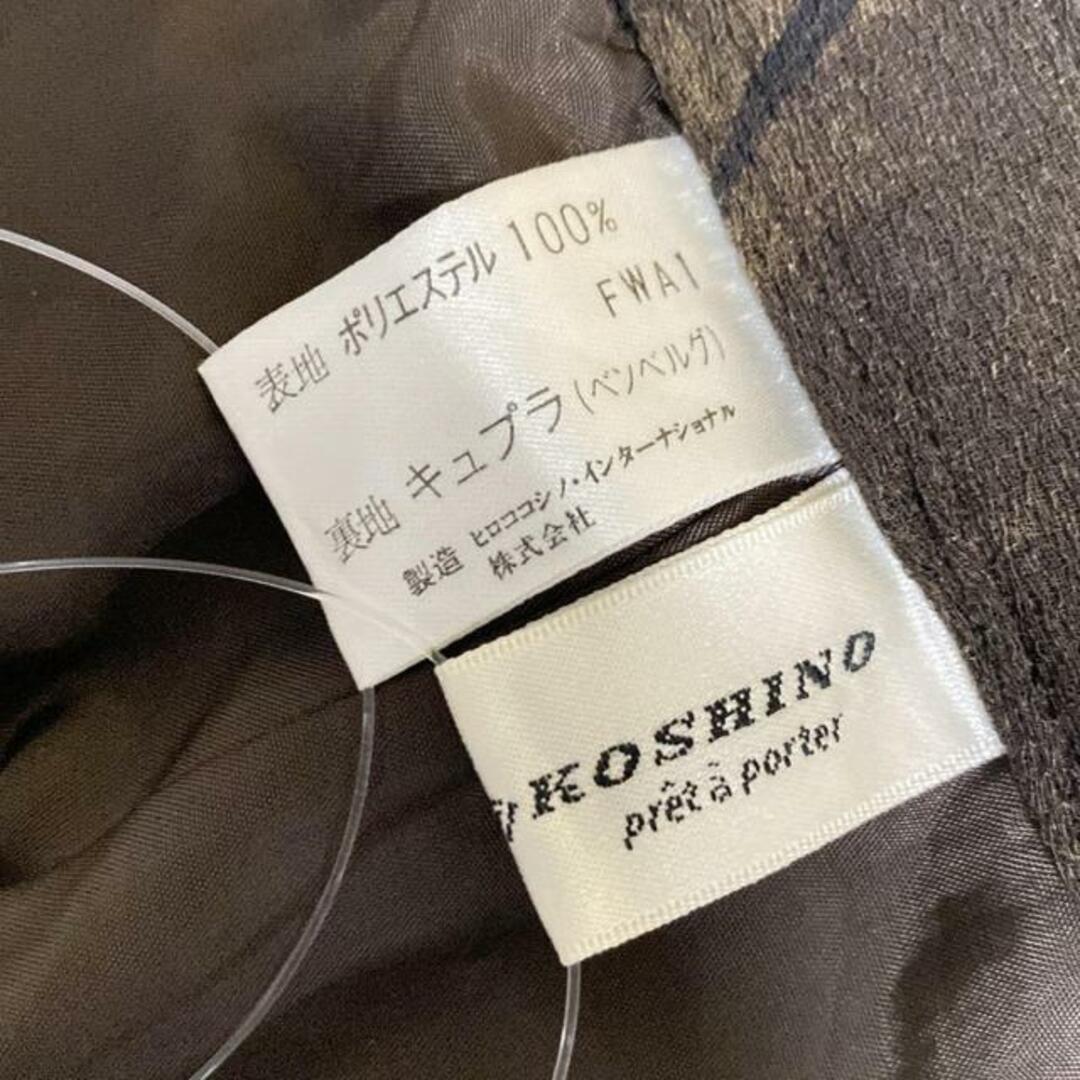 表地 ポリエステル 100%
FWA1
裏地 キュプラ(ベンベルグ)
製造 ヒロココシノ・インターナショナル
株式会社
KOSHINO
prêt à porter